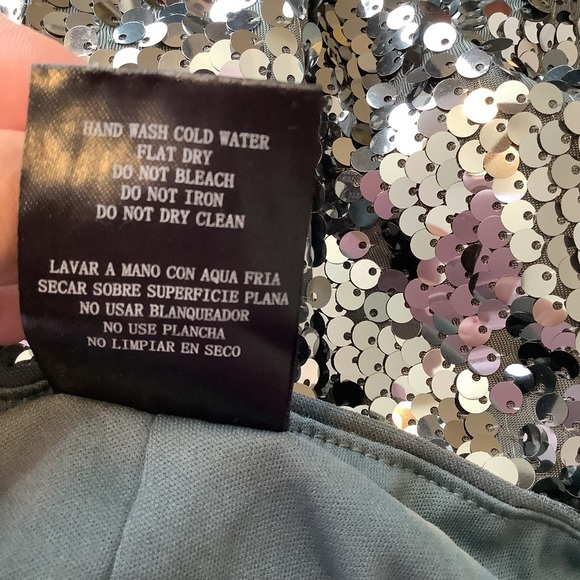 HAND WASH COLD WATER
FLAT DRY
DO NOT BLEACH
DO NOT IRON
DO NOT DRY CLEAN
LAVAR A MANO CON AQUA FRIA
SECAR SOBRE SUPERFICIE PLANA
NO USAR BLANQUEADOR
NO USE PLANCHA
NO LIMPIAR EN SECO